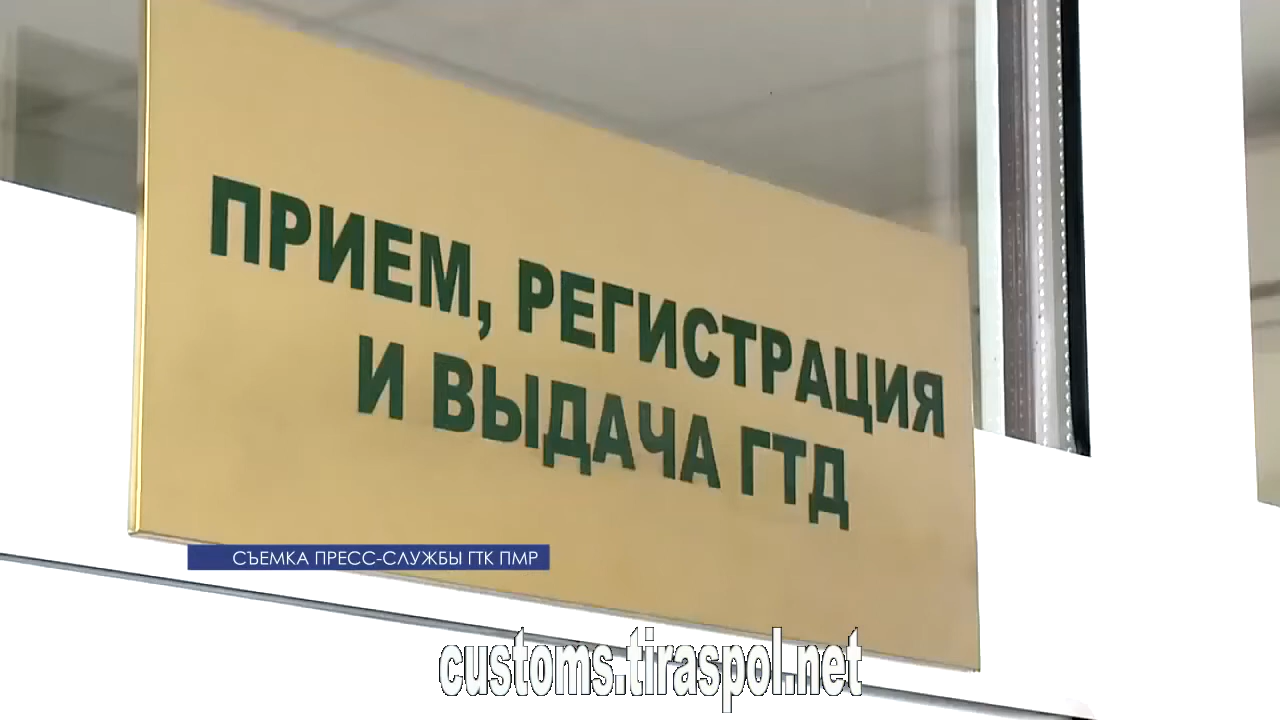 ПРИЕМ, РЕГИСТРАЦИЯ
И ВЫДАЧА ГТД
СЪЕМКА ПРЕСС-СЛУЖБЫ ГТК ПМР
customs.tiraspol.net